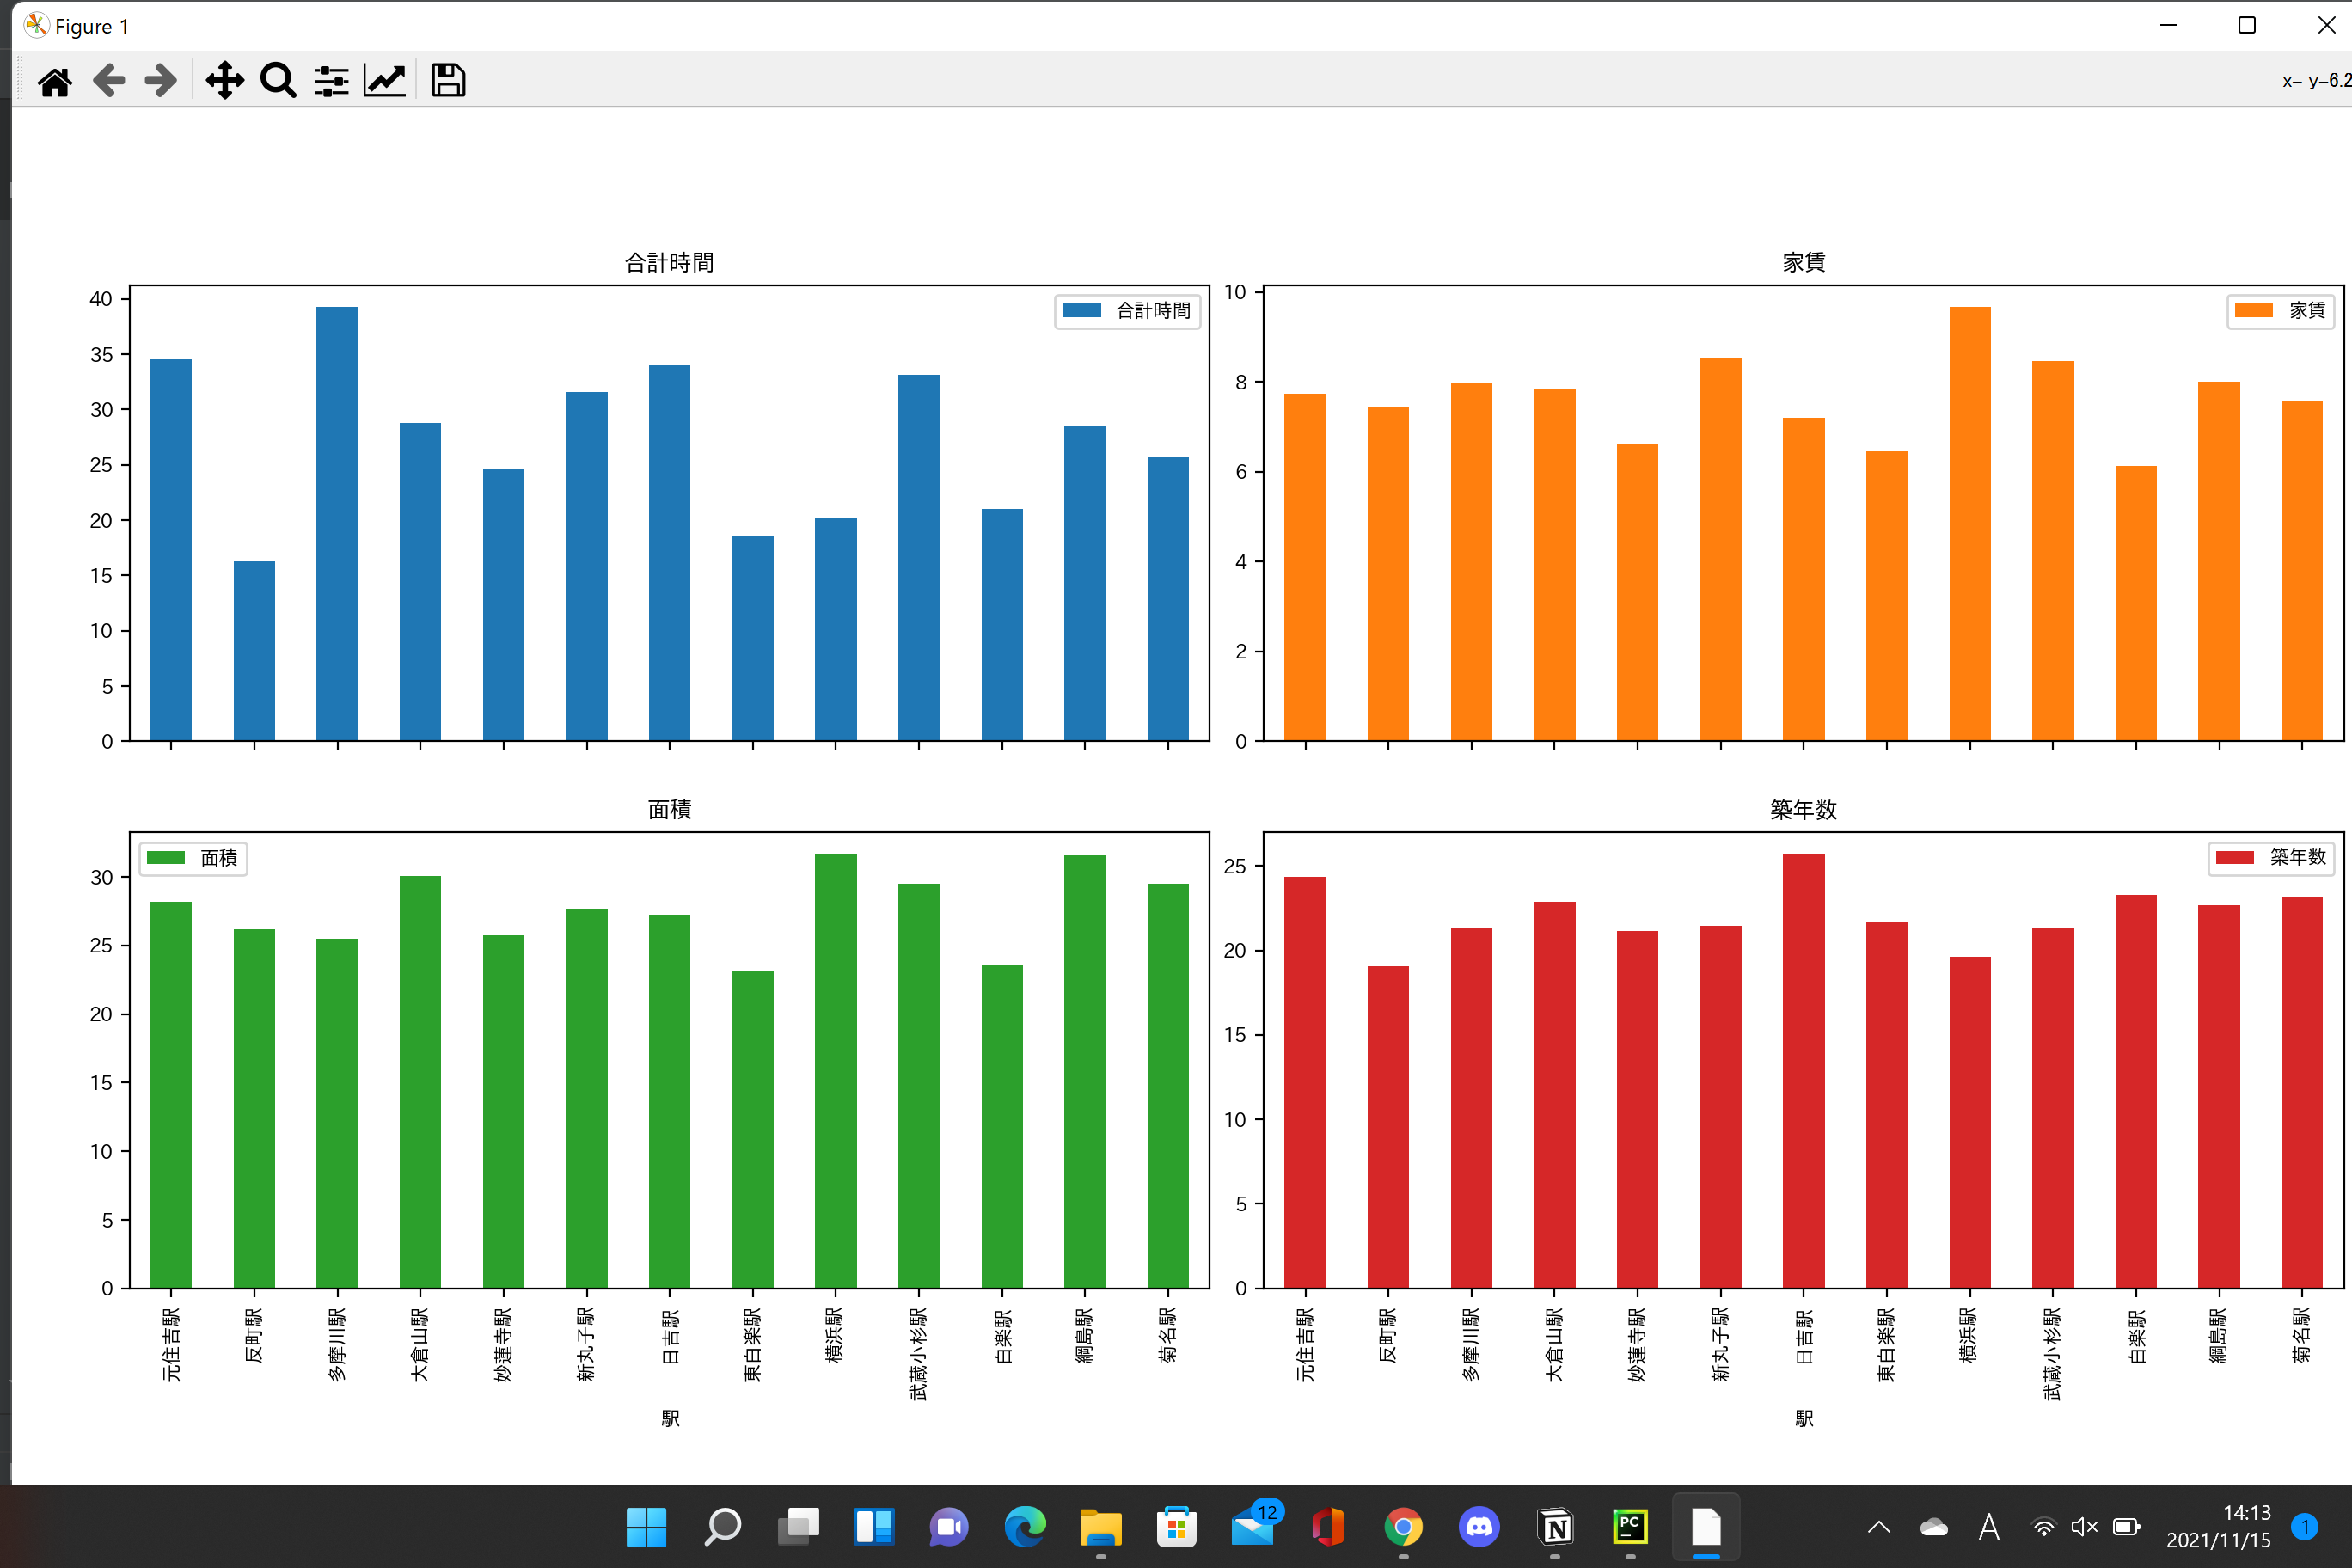 Figure 1
x= y=6.2
合計時間
40
35
30
25
20
15
10
5
0
合計時間
家賃
10
8
6
4
2
0
家賃
面積
30
25
20
15
10
5
0
面積
元住吉駅
反町駅
多摩川駅
大倉山駅
妙蓮寺駅
新丸子駅
日吉駅
東白楽駅
横浜駅
武蔵小杉駅
白楽駅
綱島駅
菊名駅
駅
築年数
25
20
15
10
5
0
築年数
元住吉駅
反町駅
多摩川駅
大倉山駅
妙蓮寺駅
新丸子駅
日吉駅
東白楽駅
横浜駅
武蔵小杉駅
白楽駅
綱島駅
菊名駅
駅
12
N
PC
A
14:13
2021/11/15
1